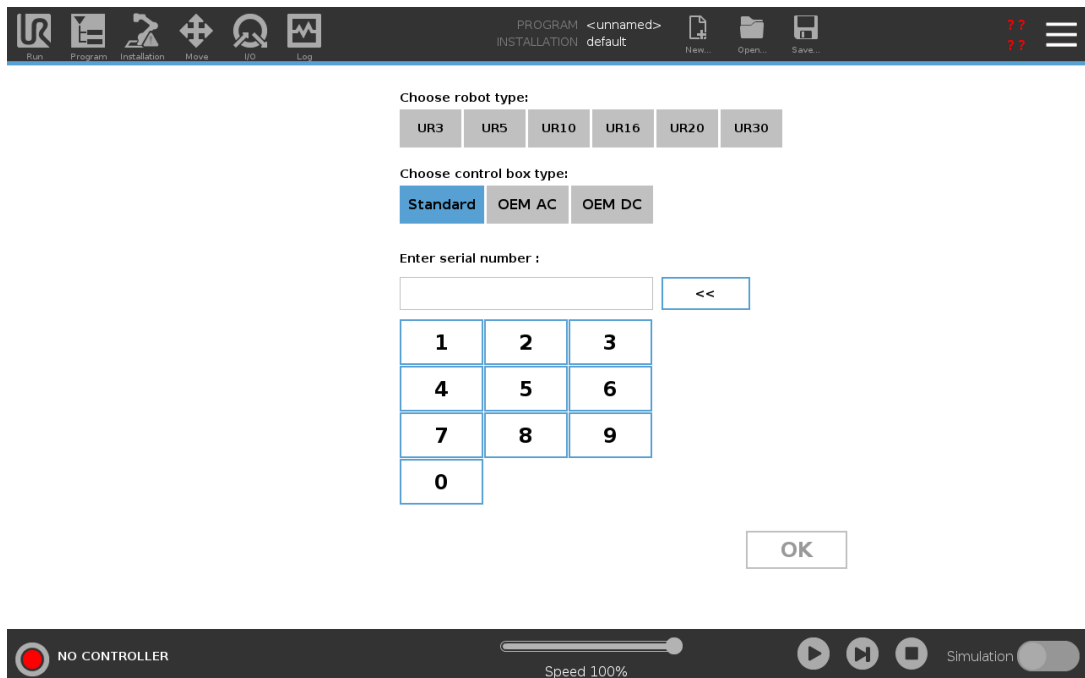 PROGRAM <unnamed>
INSTALLATION default
New... Open... Save...
? ?
? ?
Run Program Installation Move I/O Log
Choose robot type:
UR3 UR5 UR10 UR16 UR20 UR30
Choose control box type:
Standard OEM AC OEM DC
Enter serial number :
<<
1 2 3
4 5 6
7 8 9
0
OK
NO CONTROLLER
Speed 100%
Simulation